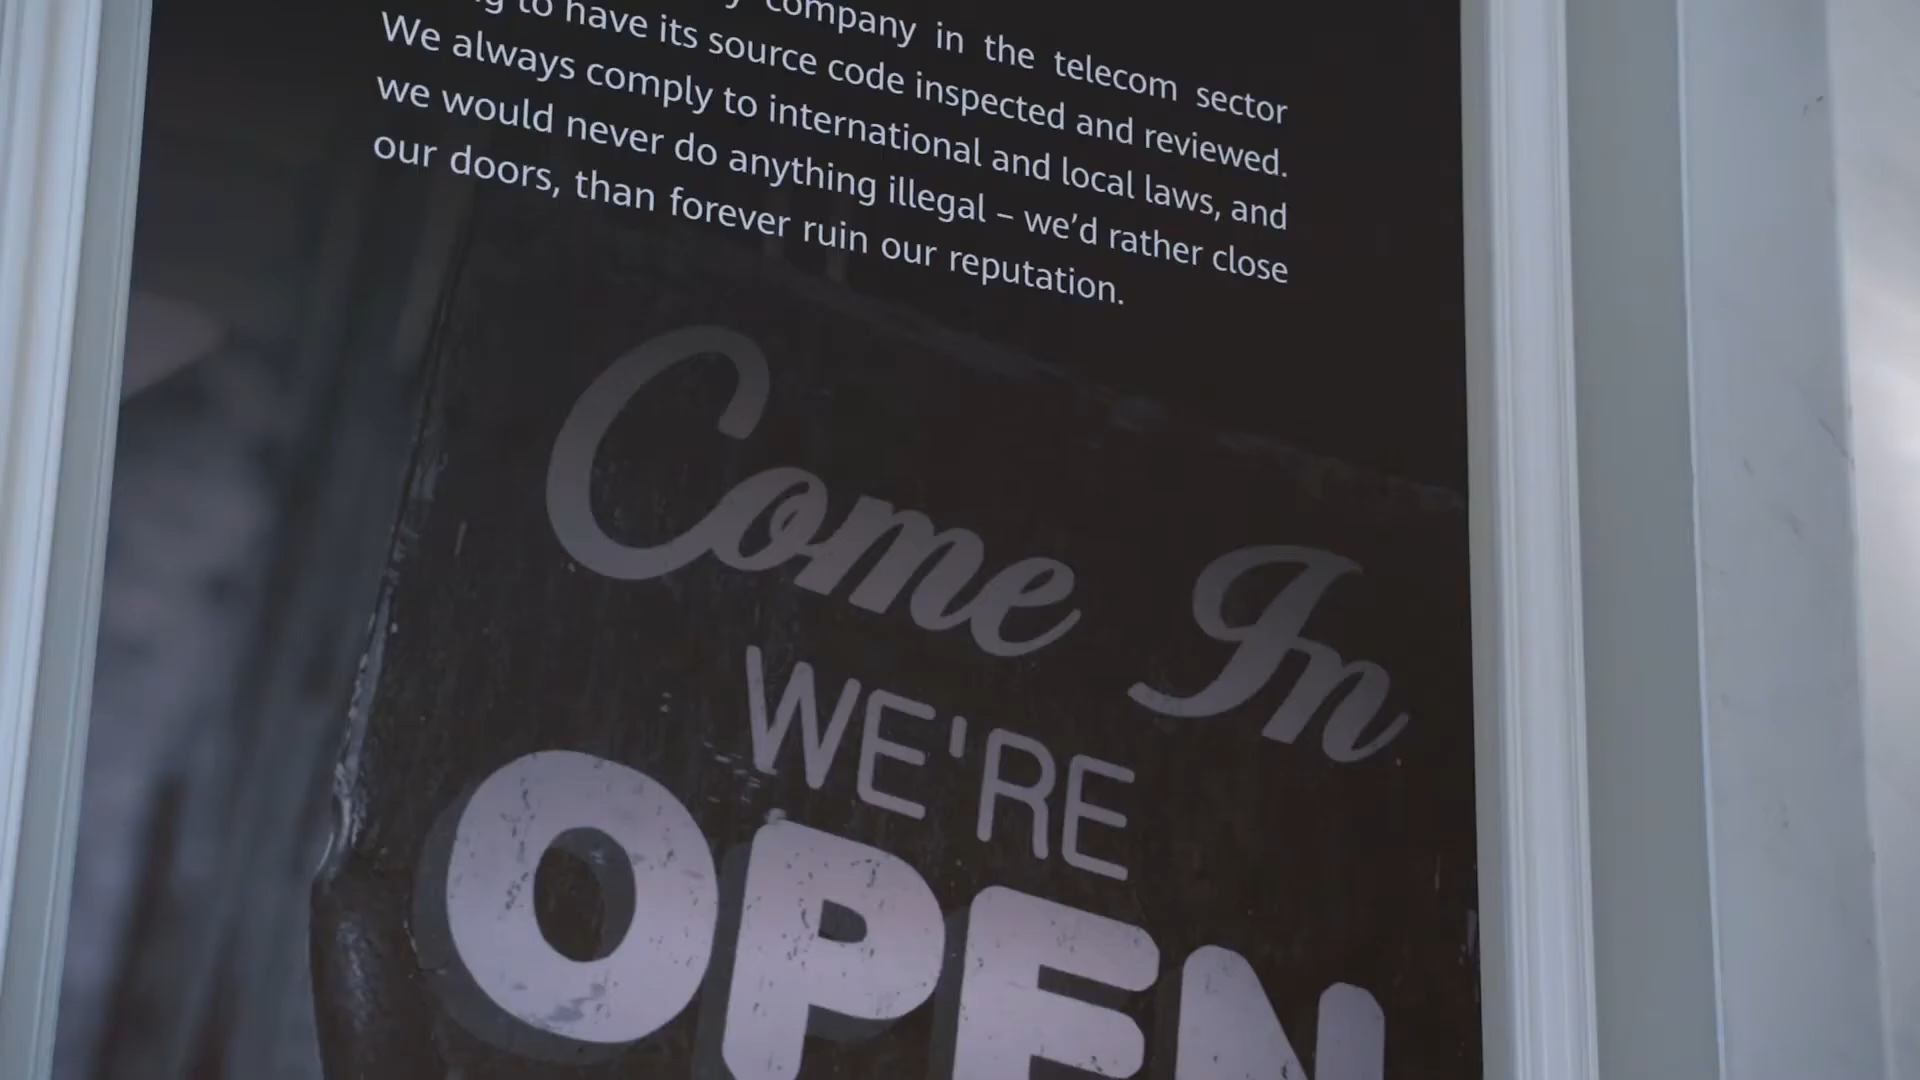 company in the telecom sector
to have its source code inspected and reviewed.
We always comply to international and local laws, and
we would never do anything illegal – we’d rather close
our doors, than forever ruin our reputation.
Come In
WE'RE
OPEN